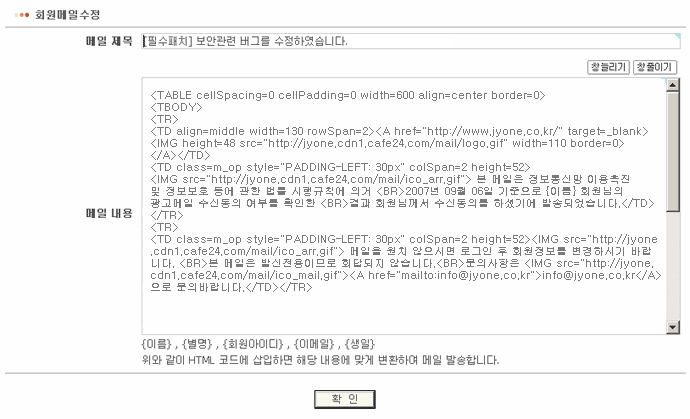 회원메일수정
메일 제목
[필수패치] 보안관련 버그를 수정하였습니다.
창늘리기 창줄이기
메일 내용
<TABLE cellSpacing=0 cellPadding=0 width=600 align=center border=0>
<TBODY>
<TR>
<TD align=middle width=130 rowSpan=2><A href="http://www.jyone.co.kr/" target=_blank>
<IMG height=48 src="http://jyone.cdn1.cafe24.com/mail/logo.gif" width=110 border=0>
</A></TD>
<TD class=m_op style="PADDING-LEFT: 30px" colSpan=2 height=52>
<IMG src="http://jyone.cdn1.cafe24.com/mail/ico_arr.gif"> 본 메일은 정보통신망 이용촉진
및 정보보호 등에 관한 법률 시행규칙에 의거 <BR>2007년 09월 06일 기준으로 {이름} 회원님의
광고메일 수신동의 여부를 확인한 <BR>결과 회원님께서 수신동의를 하셨기에 발송되었습니다.</TD>
</TR>
<TR>
<TD class=m_op style="PADDING-LEFT: 30px" colSpan=2 height=52><IMG src="http://jyone
.cdn1.cafe24.com/mail/ico_arr.gif"> 메일을 원치 않으시면 로그인 후 회원정보를 변경하시기 바랍
니다. <BR>본 메일은 발신전용이므로 회답되지 않습니다.<BR>문의사항은 <IMG src="http://jyone.
cdn1.cafe24.com/mail/ico_mail.gif"><A href="mailto:info@jyone.co.kr">info@jyone.co.kr</A>
으로 문의바랍니다.</TD></TR>
{이름} , {별명} , {회원아이디} , {이메일} , {생일}
위와 같이 HTML 코드에 삽입하면 해당 내용에 맞게 변환하며 메일 발송합니다.
확 인